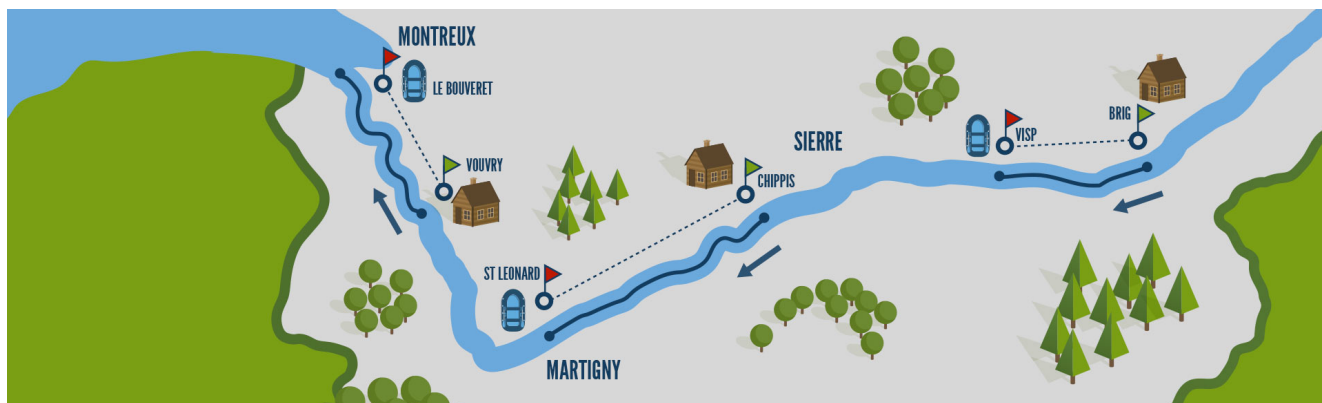 MONTREUX
LE BOUVERET
VOUVRY
ST LEONARD
MARTIGNY
CHIPPIS
SIERRE
VISP
BRIG